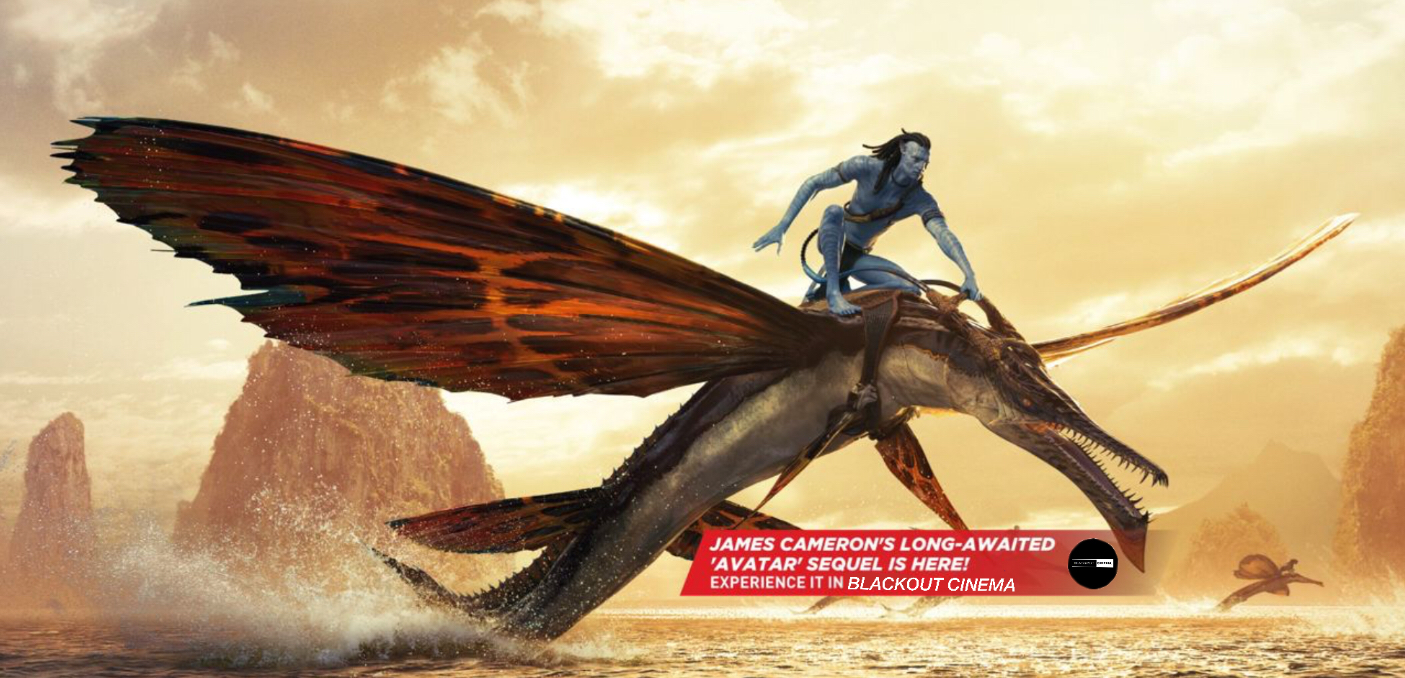 JAMES CAMERON'S LONG-AWAITED
'AVATAR' SEQUEL IS HERE!
EXPERIENCE IT IN BLACKOUT CINEMA